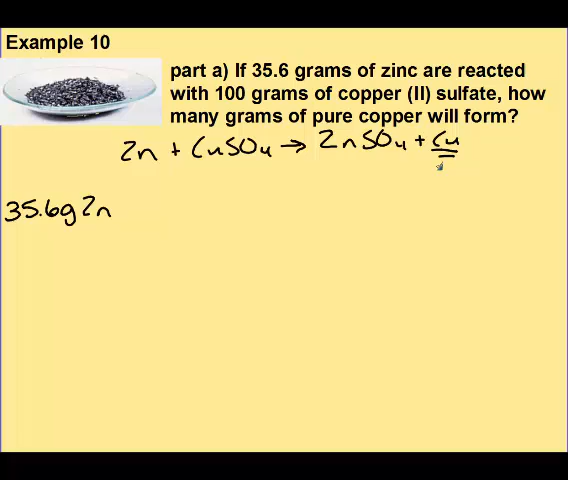 Example 10
part a) If 35.6 grams of zinc are reacted
with 100 grams of copper (II) sulfate, how
many grams of pure copper will form?
Zn + CuSO4 → ZnSO4 + Cu
35.6g Zn